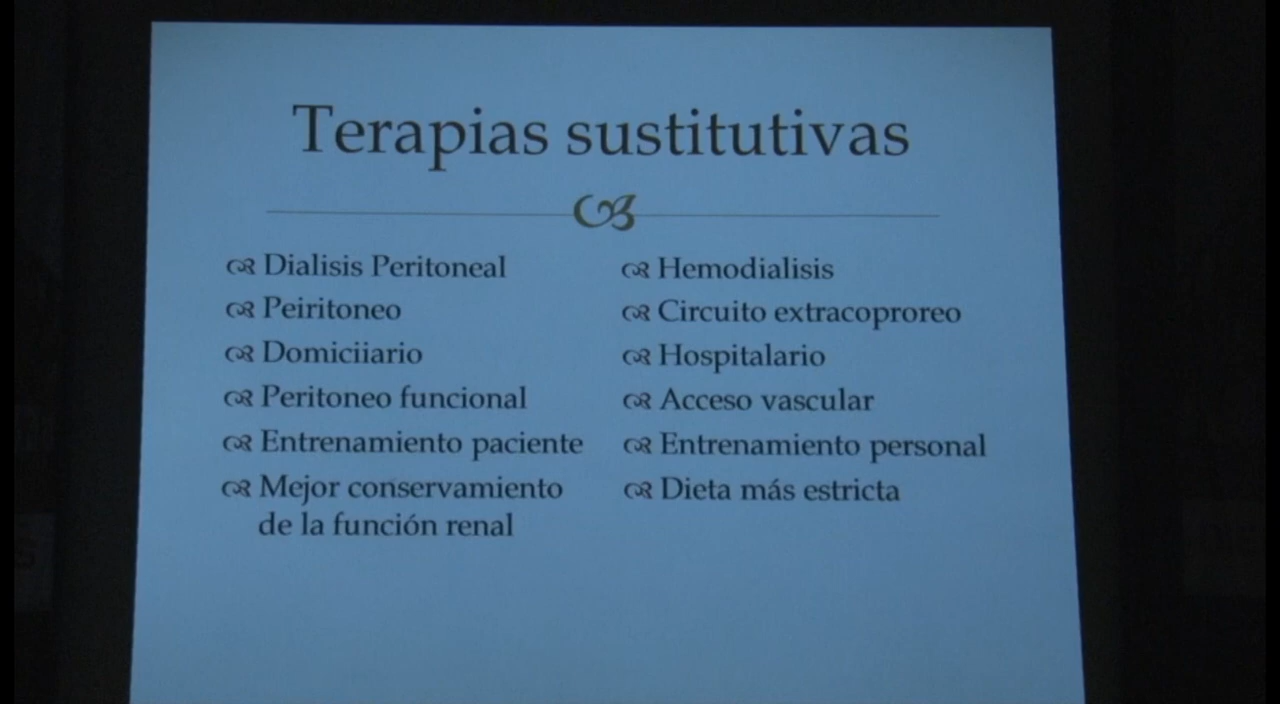 Terapias sustitutivas
Dialisis Peritoneal
Peiritoneo
Domiciiario
Peritoneo funcional
Entrenamiento paciente
Mejor conservamiento
de la función renal
Hemodialisis
Circuito extracoproreo
Hospitalario
Acceso vascular
Entrenamiento personal
Dieta más estricta